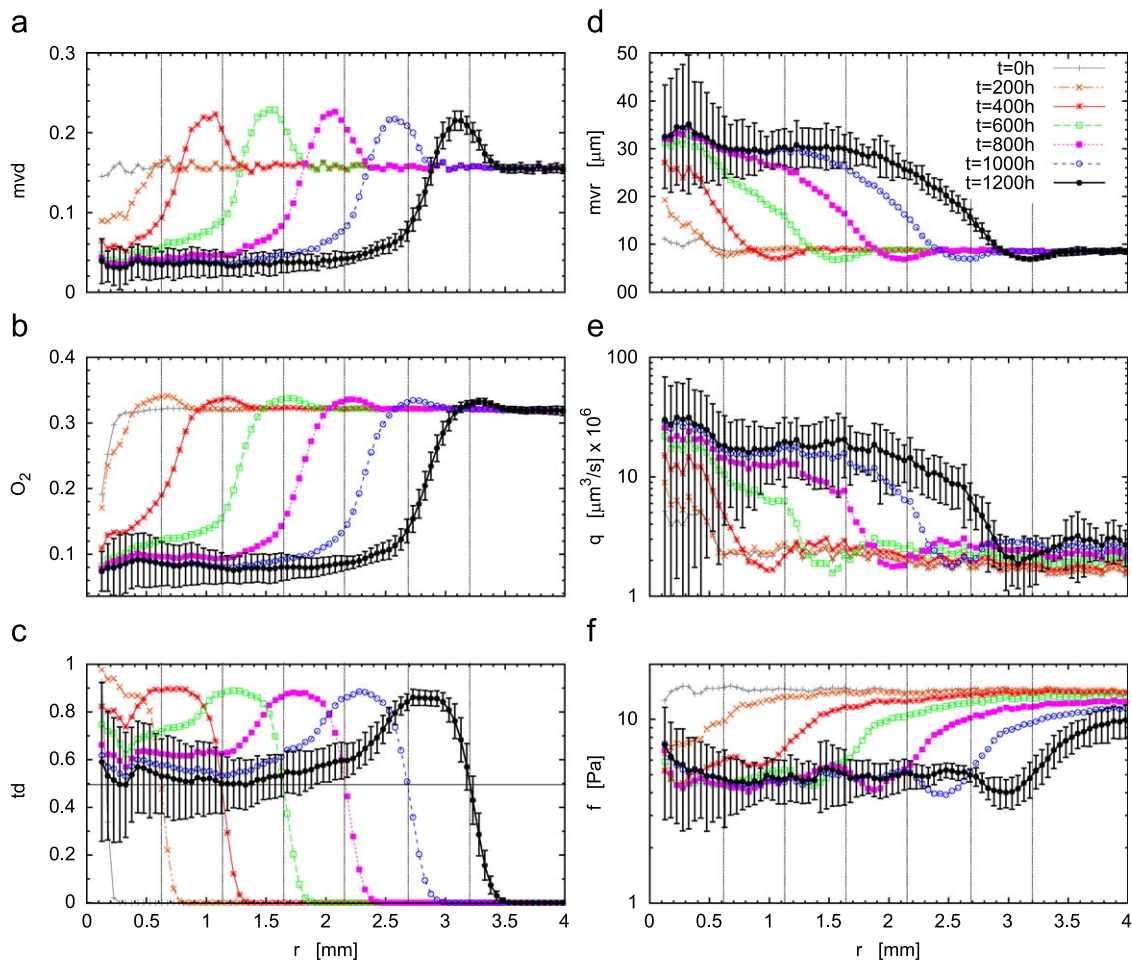 a
0.3
0.2
0.1
0
mvd
b
0.4
0.3
0.2
0.1
O2
c
1
0.8
0.6
0.4
0.2
0
td
0 0.5 1 1.5 2 2.5 3 3.5 4
r [mm]
d
50
40
30
20
10
00
mvr [µm]
t=0h
t=200h
t=400h
t=600h
t=800h
t=1000h
t=1200h
e
100
10
1
q [µm³/s] x 10⁶
f
10
1
f [Pa]
0 0.5 1 1.5 2 2.5 3 3.5 4
r [mm]